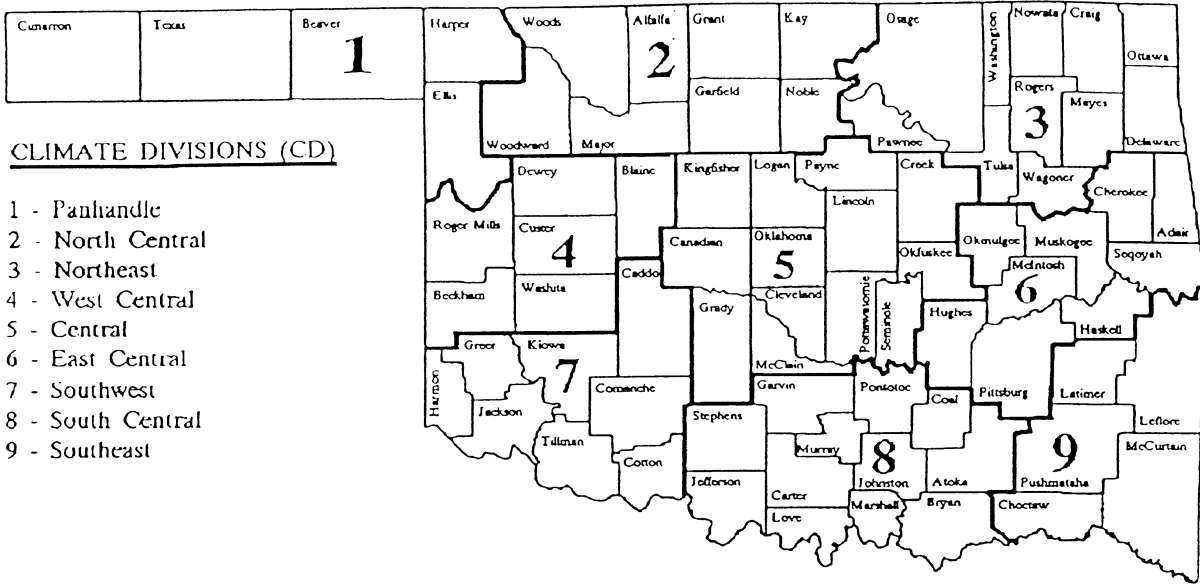 Cimarron
Texas
Beaver
Harper
Woods
Alfalfa
Grant
Kay
Osage
Washington
Nowata
Craig
Ottawa
1
2
Ellis
Garfield
Noble
Rogers
Mayes
3
CLIMATE DIVISIONS (CD)
Woodward
Major
Pawnee
Delaware
Dewey
Blaine
Kingfisher
Logan
Payne
Creek
Tulsa
Wagoner
Cherokee
1 - Panhandle
2 - North Central
3 - Northeast
4 - West Central
5 - Central
6 - East Central
7 - Southwest
8 - South Central
9 - Southeast
Roger Mills
Custer
4
Lincoln
Canadian
Oklahoma
5
Okfuskee
Okmulgee
Muskogee
Adair
Sequoyah
McIntosh
6
Caddo
Beckham
Washita
Grady
Cleveland
Pottawatomie
Seminole
Hughes
Haskell
Greer
Kiowa
7
McClain
Harmon
Jackson
Comanche
Garvin
Pontotoc
Coal
Pittsburg
Latimer
Leflore
Stephens
Tillman
Cotton
Murray
8
9
McCurtain
Jefferson
Johnston
Atoka
Pushmataha
Carter
Marshall
Bryan
Choctaw
Love